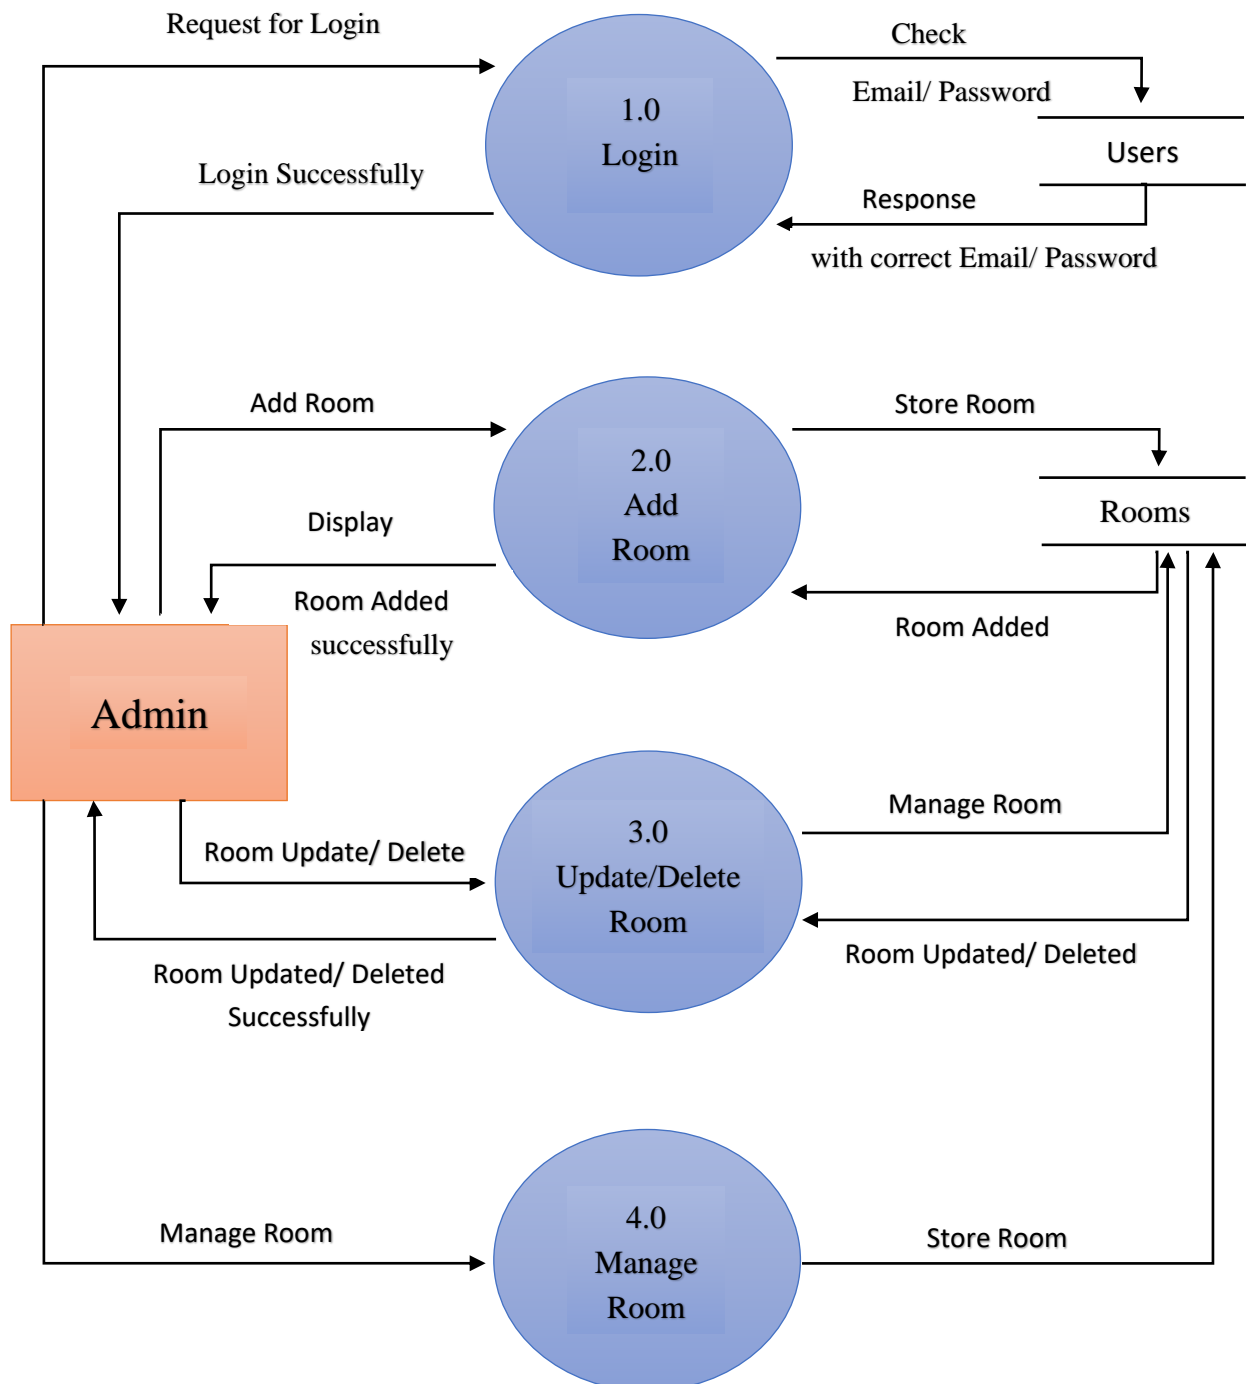 Request for Login
Check
Email/ Password
1.0
Login
Users
Login Successfully
Response
with correct Email/ Password
Add Room
Store Room
2.0
Add
Room
Rooms
Display
Room Added
successfully
Room Added
Admin
Manage Room
3.0
Update/Delete
Room
Room Update/ Delete
Room Updated/ Deleted
Room Updated/ Deleted
Successfully
4.0
Manage
Room
Manage Room
Store Room